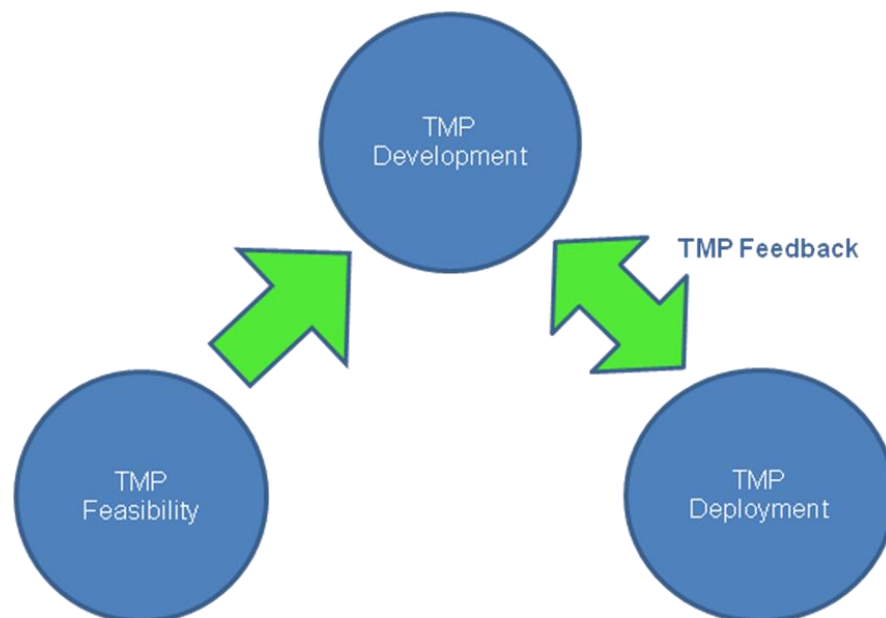 TMP
Development
TMP Feedback
TMP
Feasibility
TMP
Deployment